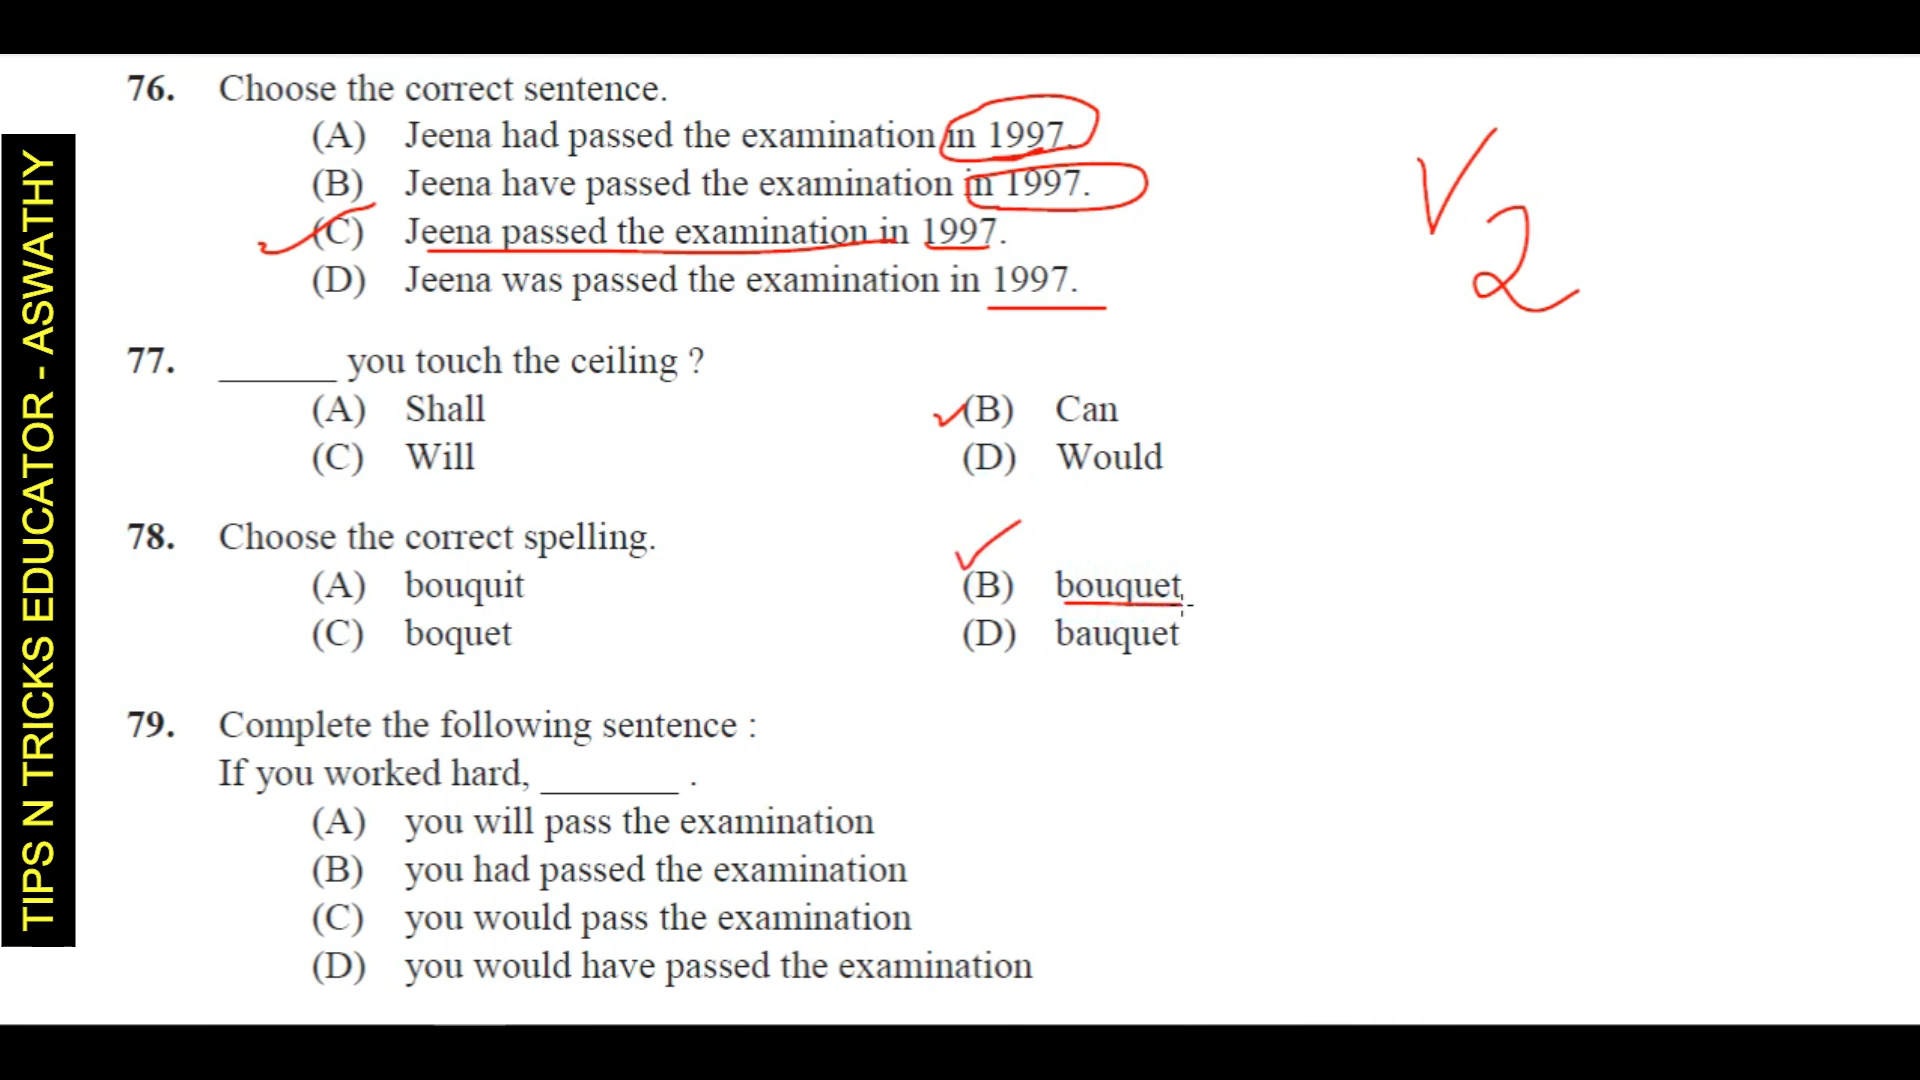 TIPS N TRICKS EDUCATOR - ASWATHY
76. Choose the correct sentence.
(A) Jeena had passed the examination in 1997.
(B) Jeena have passed the examination in 1997.
(C) Jeena passed the examination in 1997.
(D) Jeena was passed the examination in 1997.
V2
77. ______ you touch the ceiling ?
(A) Shall (B) Can
(C) Will (D) Would
78. Choose the correct spelling.
(A) bouquit (B) bouquet
(C) boquet (D) bauquet
79. Complete the following sentence :
If you worked hard, _______ .
(A) you will pass the examination
(B) you had passed the examination
(C) you would pass the examination
(D) you would have passed the examination